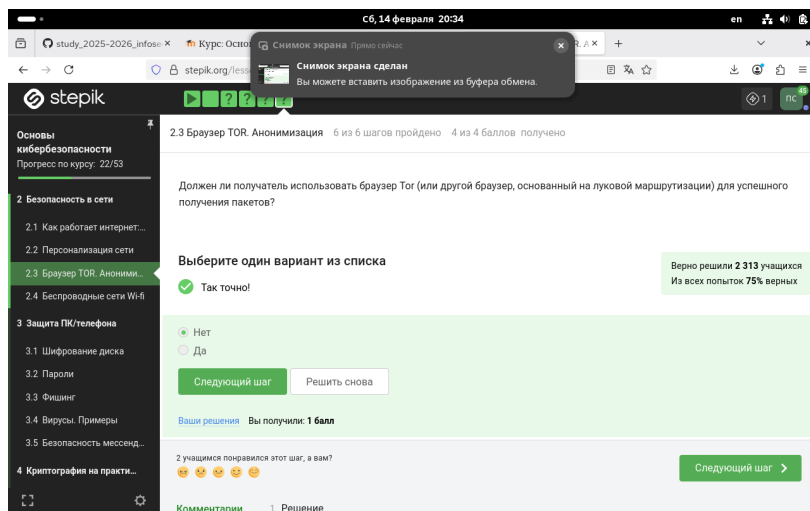 Сб, 14 февраля 20:34
en
study_2025-2026_infose
Курс: Осно
Снимок экрана Прямо сейчас
Снимок экрана сделан
Вы можете вставить изображение из буфера обмена.
stepik.org/less
stepik
1
ПС
45
Основы
кибербезопасности
Прогресс по курсу: 22/53
2 Безопасность в сети
2.1 Как работает интернет:...
2.2 Персонализация сети
2.3 Браузер TOR. Аноними...
2.4 Беспроводные сети Wi-fi
3 Защита ПК/телефона
3.1 Шифрование диска
3.2 Пароли
3.3 Фишинг
3.4 Вирусы. Примеры
3.5 Безопасность мессенд...
4 Криптография на практи...
2.3 Браузер TOR. Анонимизация 6 из 6 шагов пройдено 4 из 4 баллов получено
Должен ли получатель использовать браузер Tor (или другой браузер, основанный на луковой маршрутизации) для успешного
получения пакетов?
Выберите один вариант из списка
Так точно!
Верно решили 2 313 учащихся
Из всех попыток 75% верных
Нет
Да
Следующий шаг
Решить снова
Ваши решения Вы получили: 1 балл
2 учащимся понравился этот шаг, а вам?
Следующий шаг
Комментарии
1 Решение